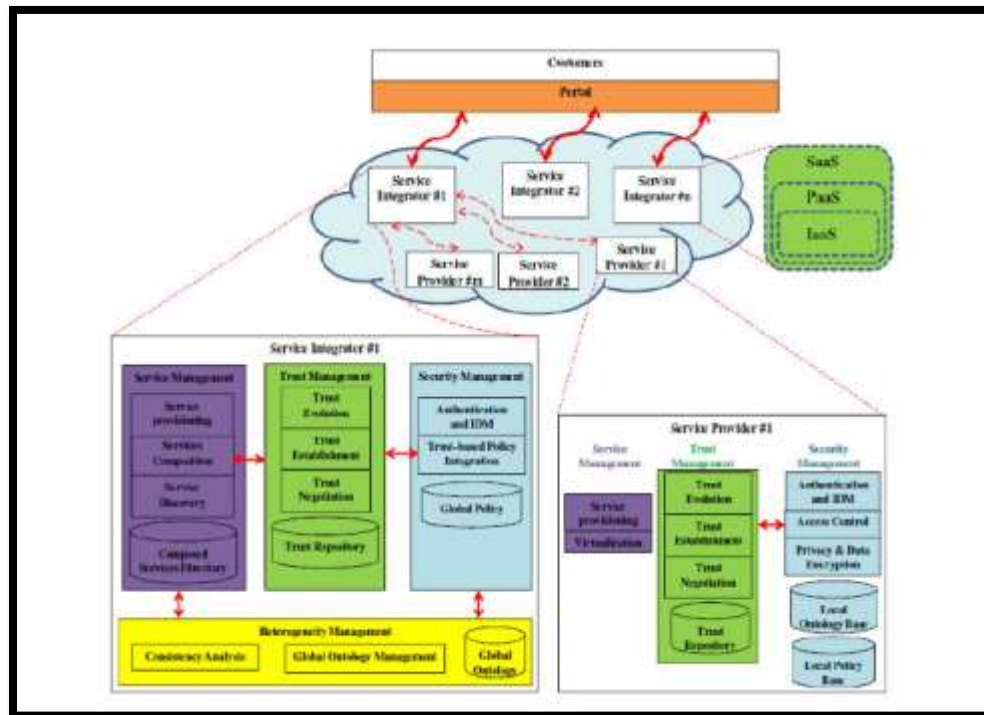 Customers
Portal
Service
Integrator #1
Service
Integrator #2
Service
Integrator #n
SaaS
PaaS
IaaS
Service
Provider #m
Service
Provider #2
Service
Provider #1
Service Integrator #1
Service Management
Service
provisioning
Services
Composition
Service
Discovery
Composed
Services Directory
Trust Management
Trust
Evolution
Trust
Establishment
Trust
Negotiation
Trust Repository
Security Management
Authentication
and IDM
Trust-based Policy
Integration
Global Policy
Heterogeneity Management
Consistency Analysis
Global Ontology Management
Global
Ontology
Service Provider #1
Service
Management
Service
provisioning
Virtualization
Trust
Management
Trust
Evolution
Trust
Establishment
Trust
Negotiation
Trust
Repository
Security
Management
Authentication
and IDM
Access Control
Privacy & Data
Encryption
Local
Ontology Base
Local Policy
Base